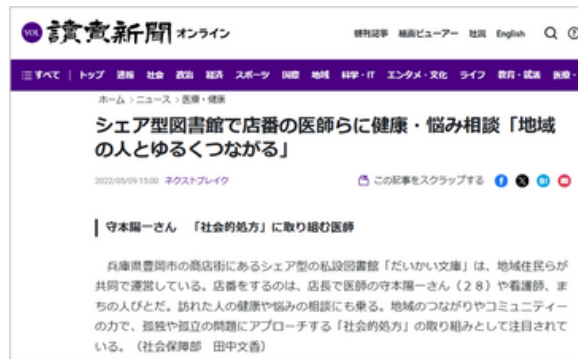 讀賣新聞 オンライン
朝刊記事 紙面ビューアー 社説 English
すべて トップ 速報 社会 政治 経済 スポーツ 国際 地域 科学・IT エンタメ・文化 ライフ 教育・就活 医療・
ホーム > ニュース > 医療・健康
シェア型図書館で店番の医師らに健康・悩み相談「地域
の人とゆるくつながる」
2022/05/09 15:00 ネクストブレイク この記事をスクラップする
守本陽一さん 「社会的処方」に取り組む医師
兵庫県豊岡市の商店街にあるシェア型の私設図書館「だいかい文庫」は、地域住民らが
共同で運営している。店番をするのは、店長で医師の守本陽一さん(28)や看護師、ま
ちの人びとだ。訪れた人の健康や悩みの相談にも乗る。地域のつながりやコミュニティー
の力で、孤独や孤立の問題にアプローチする「社会的処方」の取り組みとして注目されて
いる。(社会保障部 田中文香)